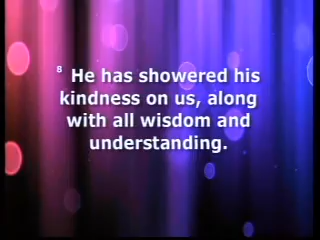 8 He has showered his
kindness on us, along
with all wisdom and
understanding.